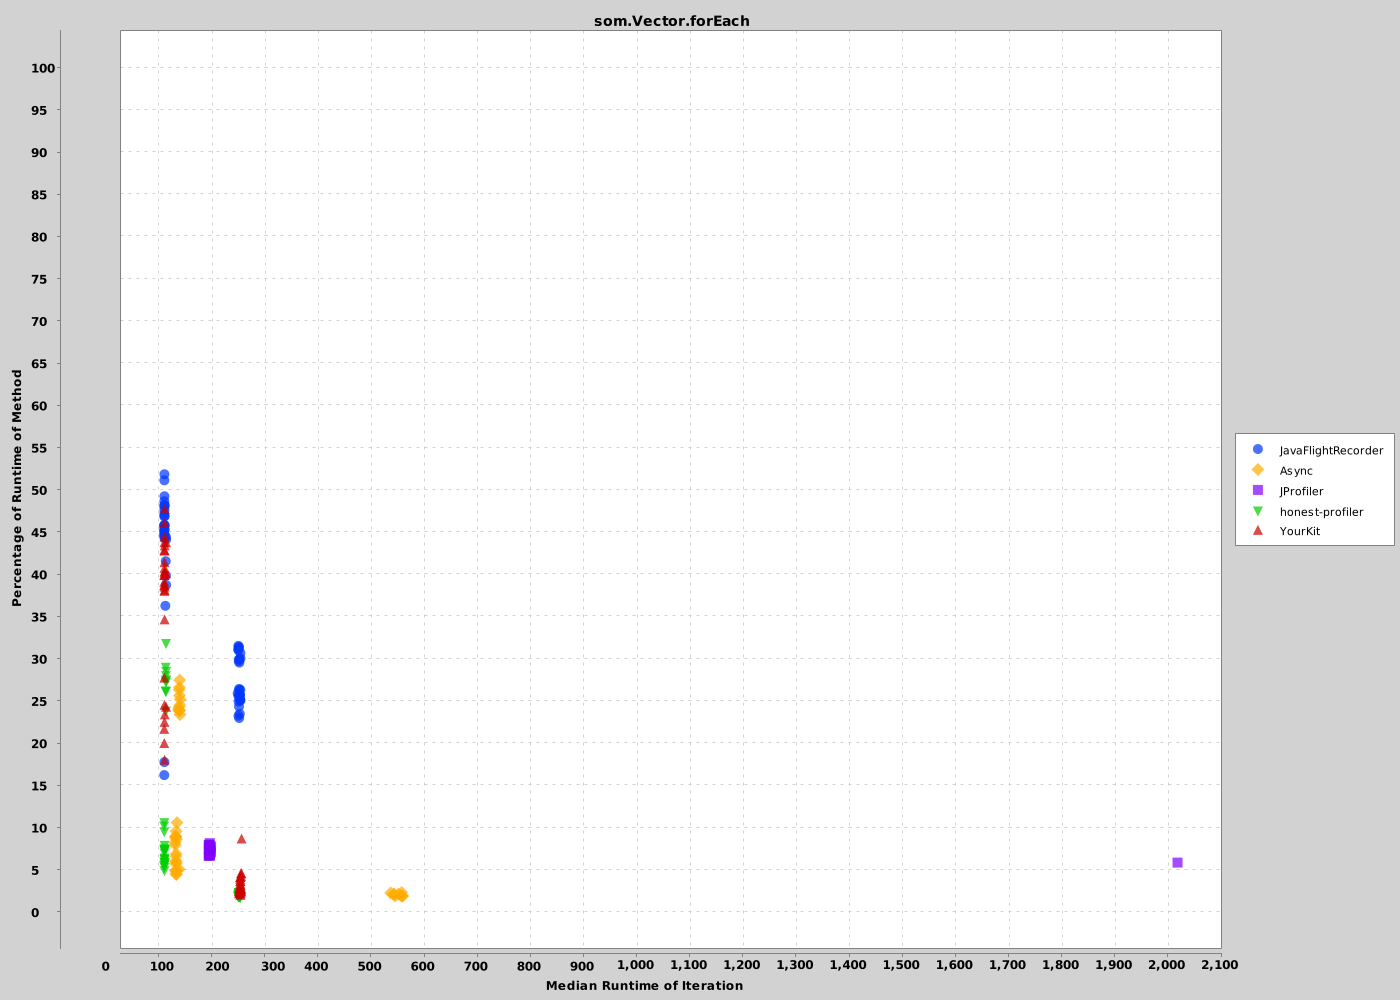 som.Vector.forEach
100
95
90
85
80
75
70
65
60
55
50
45
40
35
30
25
20
15
10
5
0
Percentage of Runtime of Method
0 100 200 300 400 500 600 700 800 900 1,000 1,100 1,200 1,300 1,400 1,500 1,600 1,700 1,800 1,900 2,000 2,100
Median Runtime of Iteration
JavaFlightRecorder
Async
JProfiler
honest-profiler
YourKit